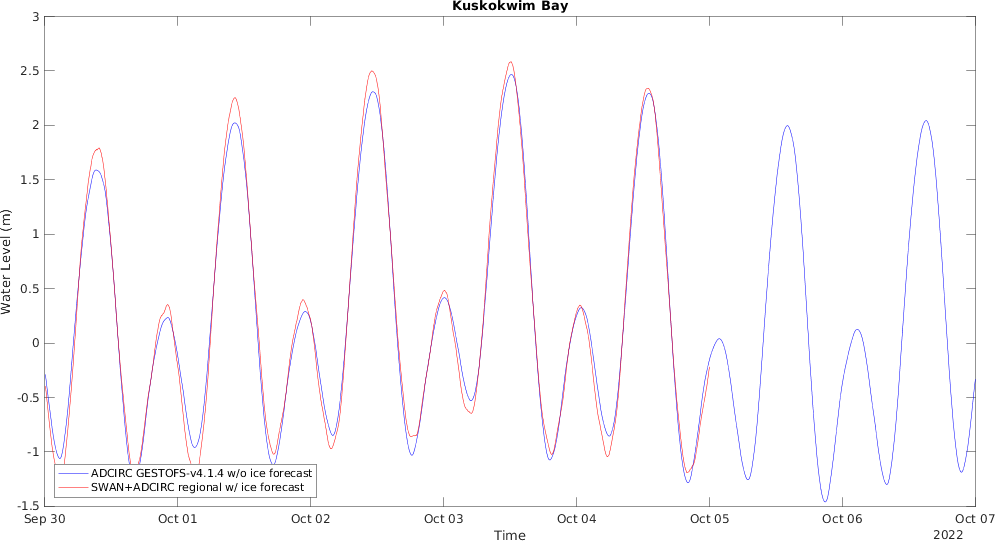 Kuskokwim Bay
3
2.5
2
1.5
1
0.5
0
-0.5
-1
-1.5
Water Level (m)
ADCIRC GESTOFS-v4.1.4 w/o ice forecast
SWAN+ADCIRC regional w/ ice forecast
Sep 30 Oct 01 Oct 02 Oct 03 Oct 04 Oct 05 Oct 06 Oct 07
Time
2022